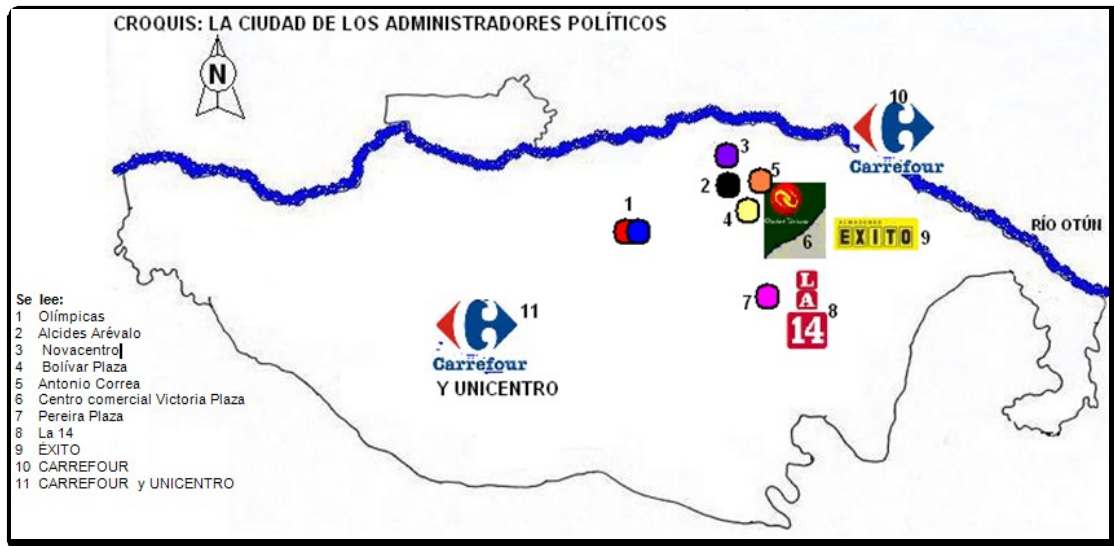 CROQUIS: LA CIUDAD DE LOS ADMINISTRADORES POLÍTICOS
N
10
Carrefour
3
5
2
4
1
6
ALMACENES
EXITO
9
RÍO OTÚN
7
LA
14
8
11
Carrefour
Y UNICENTRO
Se lee:
1 Olímpicas
2 Alcides Arévalo
3 Novacentro
4 Bolívar Plaza
5 Antonio Correa
6 Centro comercial Victoria Plaza
7 Pereira Plaza
8 La 14
9 ÉXITO
10 CARREFOUR
11 CARREFOUR y UNICENTRO